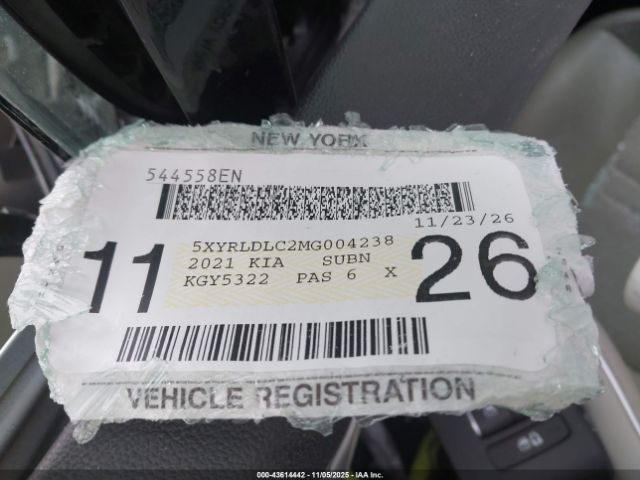 NEW YORK
544558EN
11/23/26
11
5XYRLDLC2MG004238
2021 KIA SUBN
KGY5322 PAS 6 X
26
VEHICLE REGISTRATION
000-43614442 - 11/05/2025 - IAA Inc.